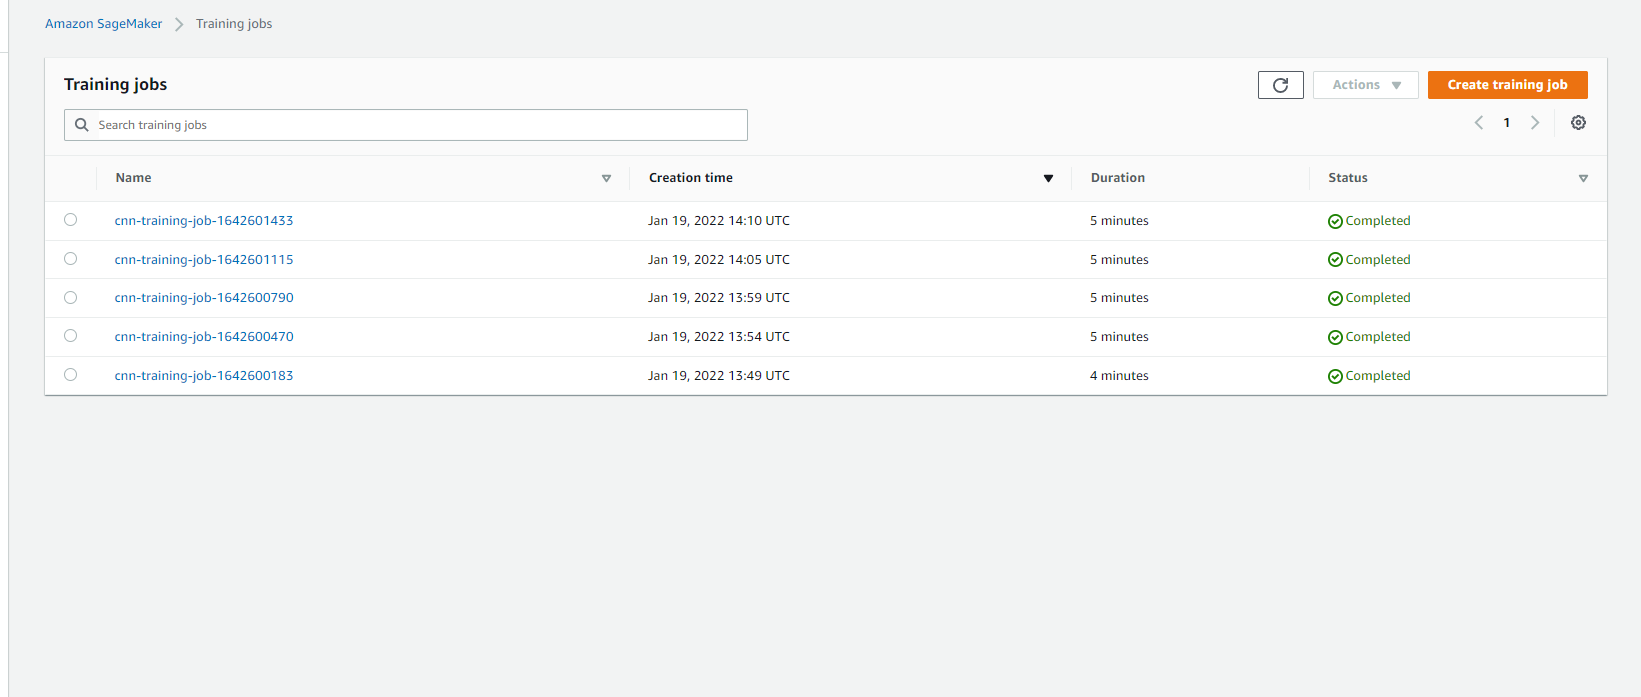 Amazon SageMaker Training jobs
Training jobs
Actions Create training job
Search training jobs
1
Name Creation time Duration Status
cnn-training-job-1642601433 Jan 19, 2022 14:10 UTC 5 minutes Completed
cnn-training-job-1642601115 Jan 19, 2022 14:05 UTC 5 minutes Completed
cnn-training-job-1642600790 Jan 19, 2022 13:59 UTC 5 minutes Completed
cnn-training-job-1642600470 Jan 19, 2022 13:54 UTC 5 minutes Completed
cnn-training-job-1642600183 Jan 19, 2022 13:49 UTC 4 minutes Completed